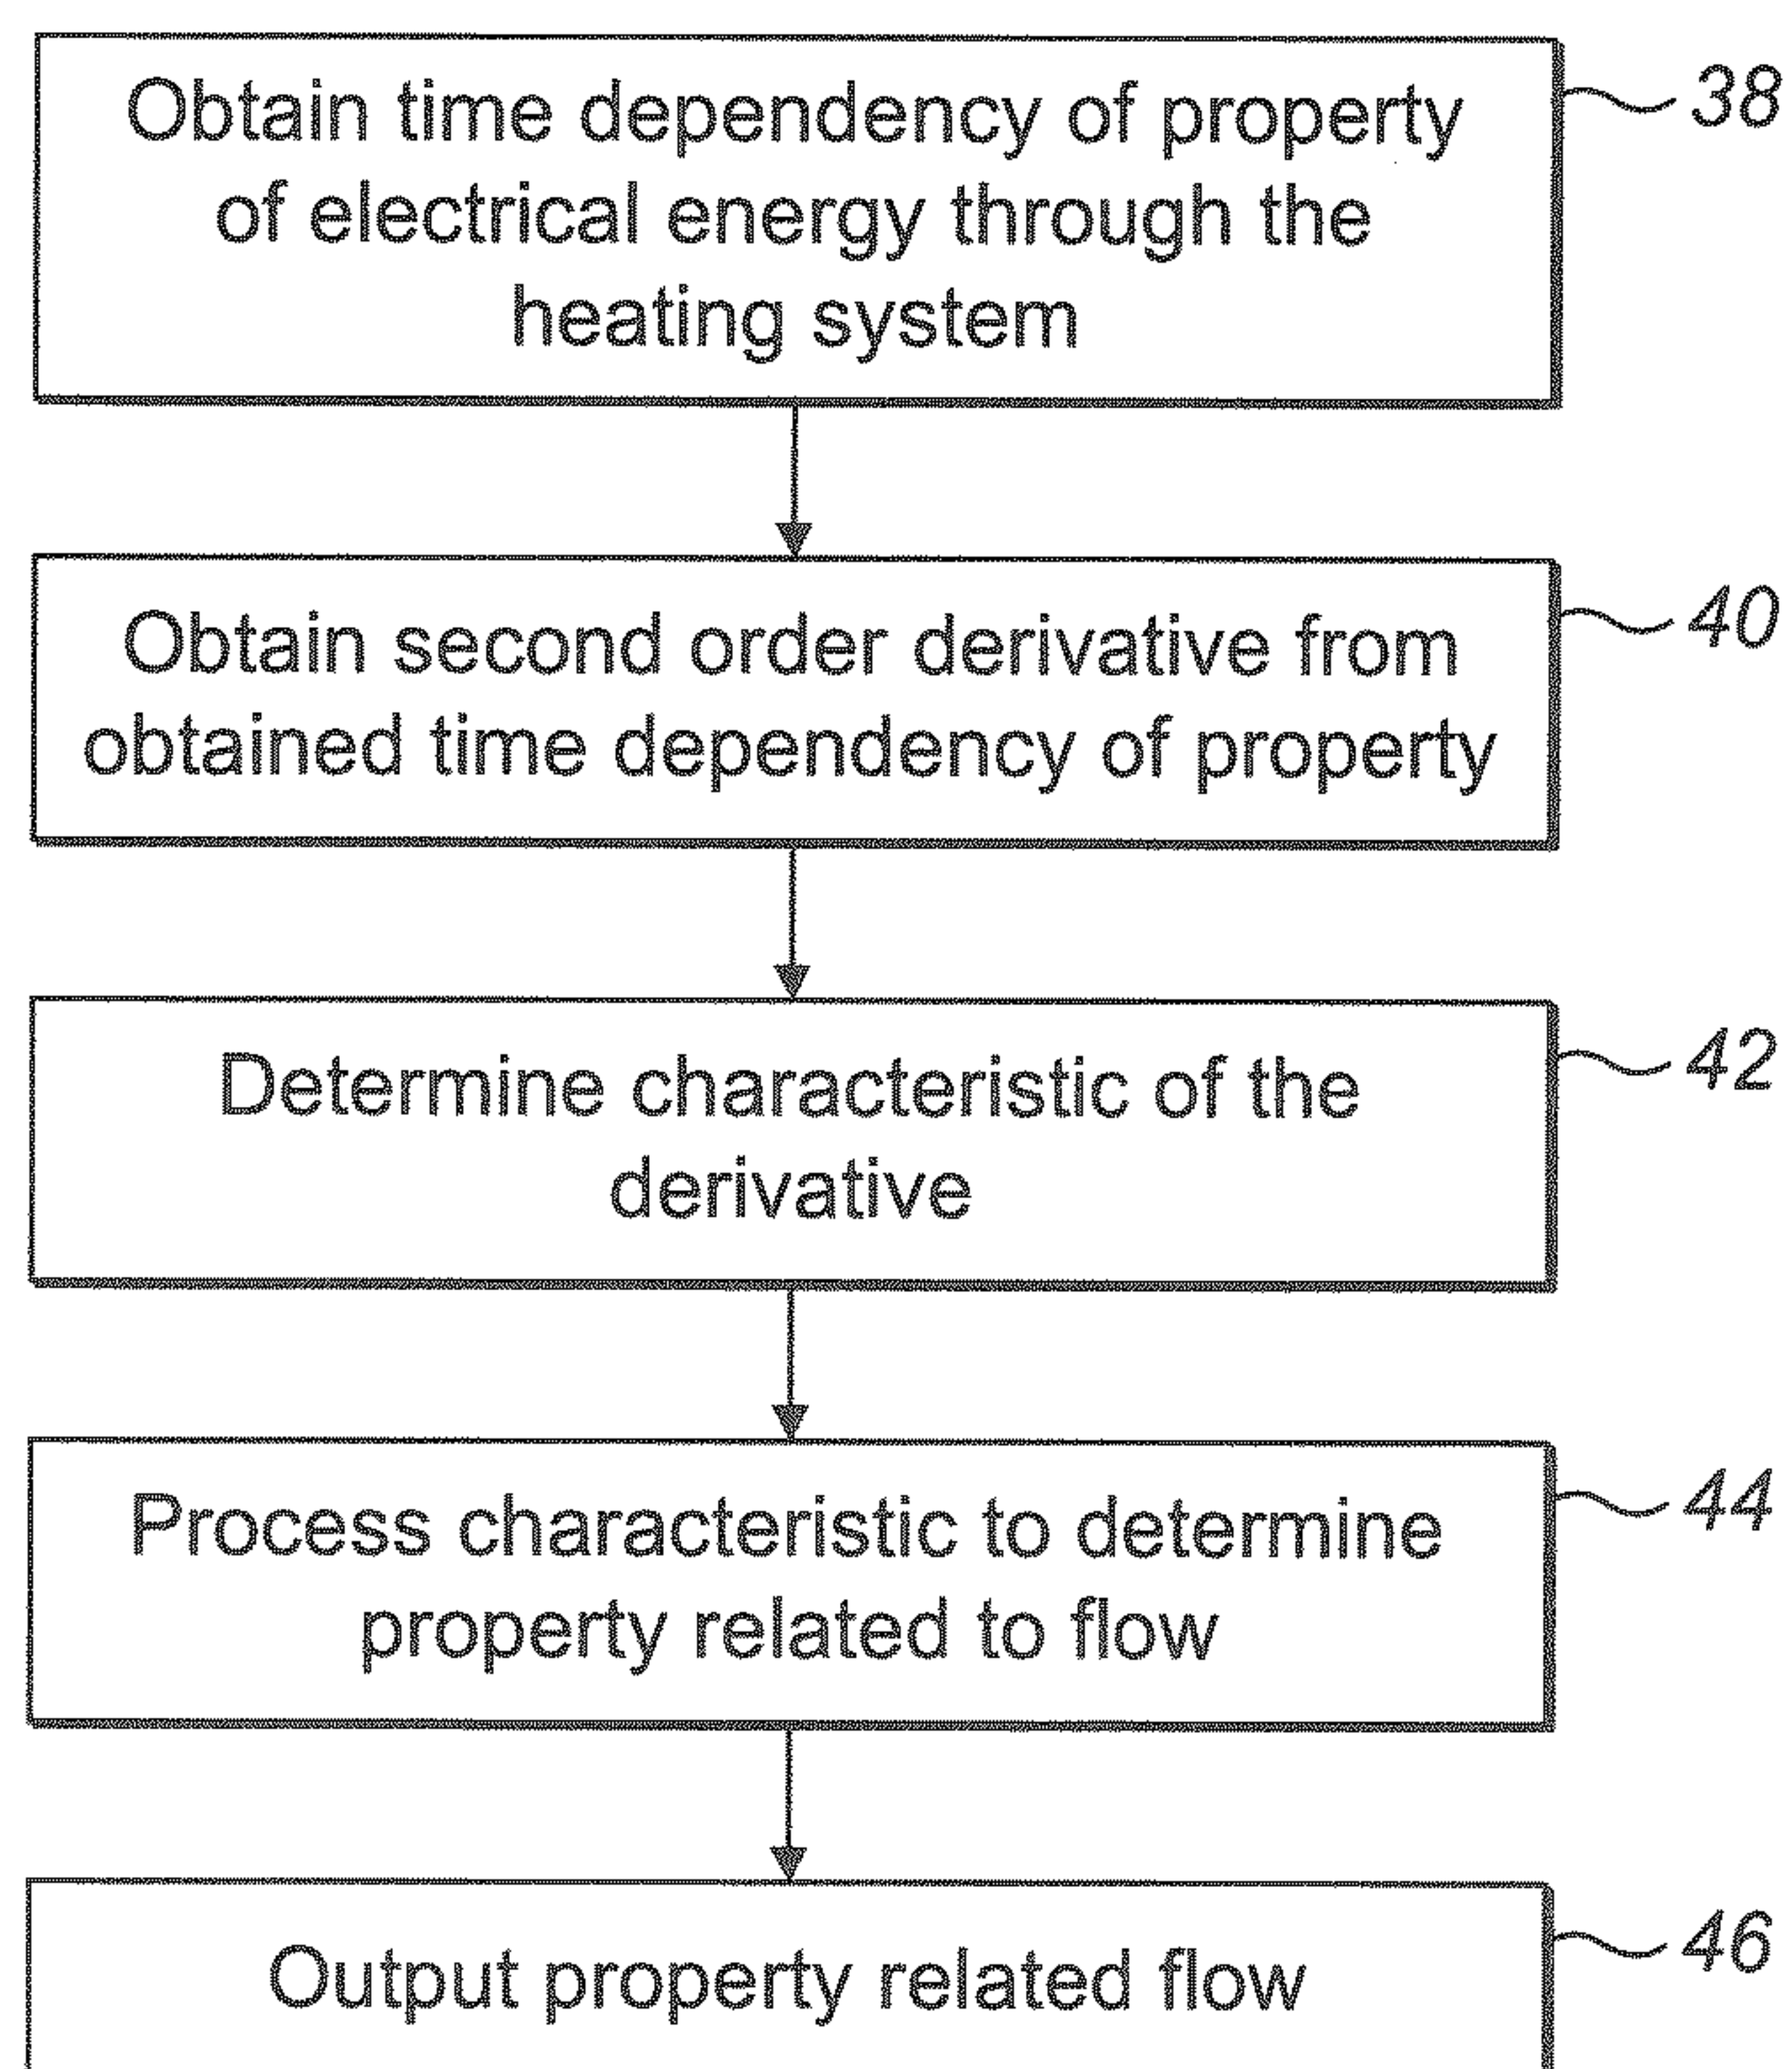 Obtain time dependency of property
of electrical energy through the
heating system
38
Obtain second order derivative from
obtained time dependency of property
40
Determine characteristic of the
derivative
42
Process characteristic to determine
property related to flow
44
Output property related flow
46